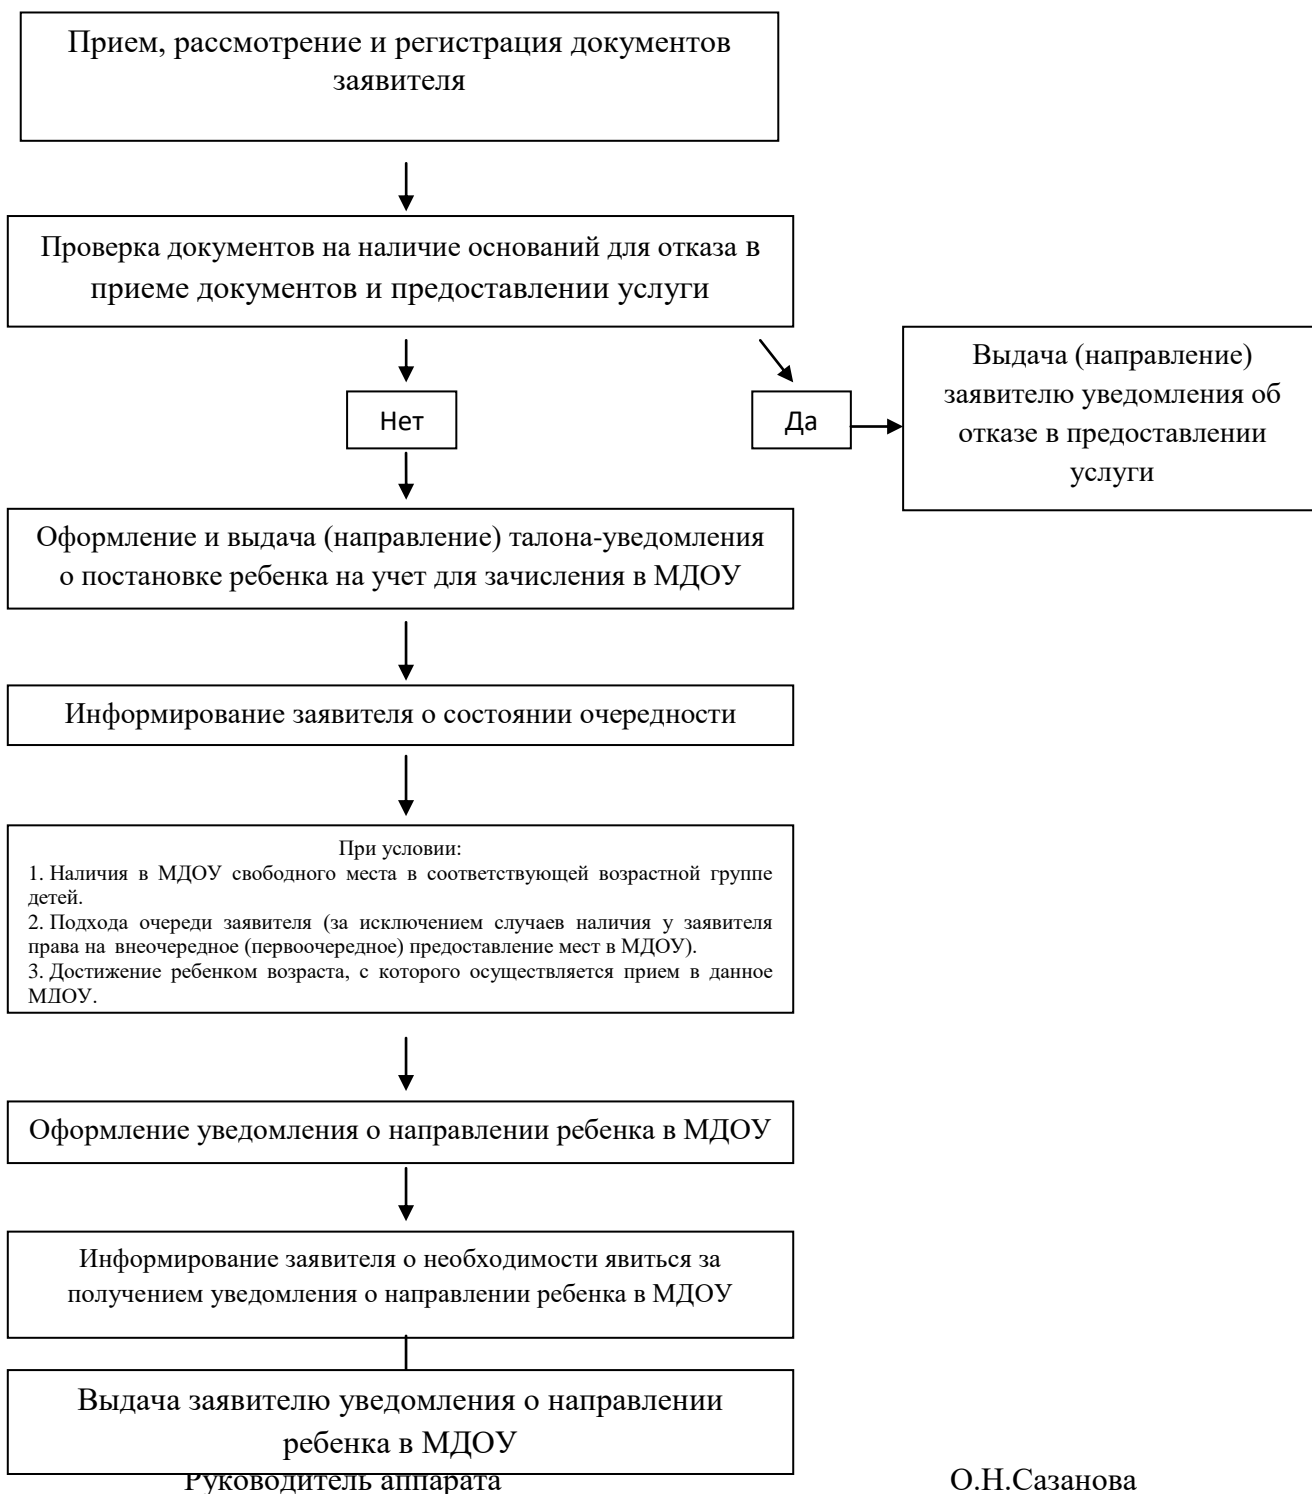 Прием, рассмотрение и регистрация документов
заявителя
Проверка документов на наличие оснований для отказа в
приеме документов и предоставлении услуги
Нет
Да
Выдача (направление)
заявителю уведомления об
отказе в предоставлении
услуги
Оформление и выдача (направление) талона-уведомления
о постановке ребенка на учет для зачисления в МДОУ
Информирование заявителя о состоянии очередности
При условии:
1. Наличия в МДОУ свободного места в соответствующей возрастной группе
детей.
2. Подхода очереди заявителя (за исключением случаев наличия у заявителя
права на внеочередное (первоочередное) предоставление мест в МДОУ).
3. Достижение ребенком возраста, с которого осуществляется прием в данное
МДОУ.
Оформление уведомления о направлении ребенка в МДОУ
Информирование заявителя о необходимости явиться за
получением уведомления о направлении ребенка в МДОУ
Выдача заявителю уведомления о направлении
ребенка в МДОУ
Руководитель аппарата О.Н.Сазанова